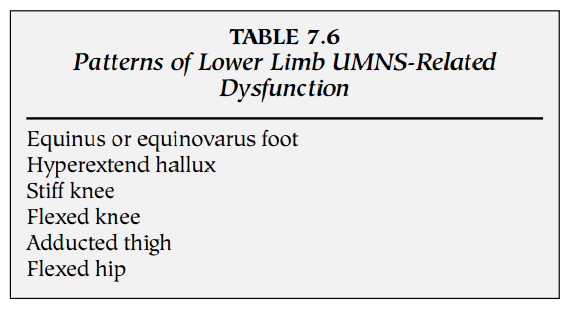 TABLE 7.6
Patterns of Lower Limb UMNS-Related
Dysfunction
Equinus or equinovarus foot
Hyperextend hallux
Stiff knee
Flexed knee
Adducted thigh
Flexed hip